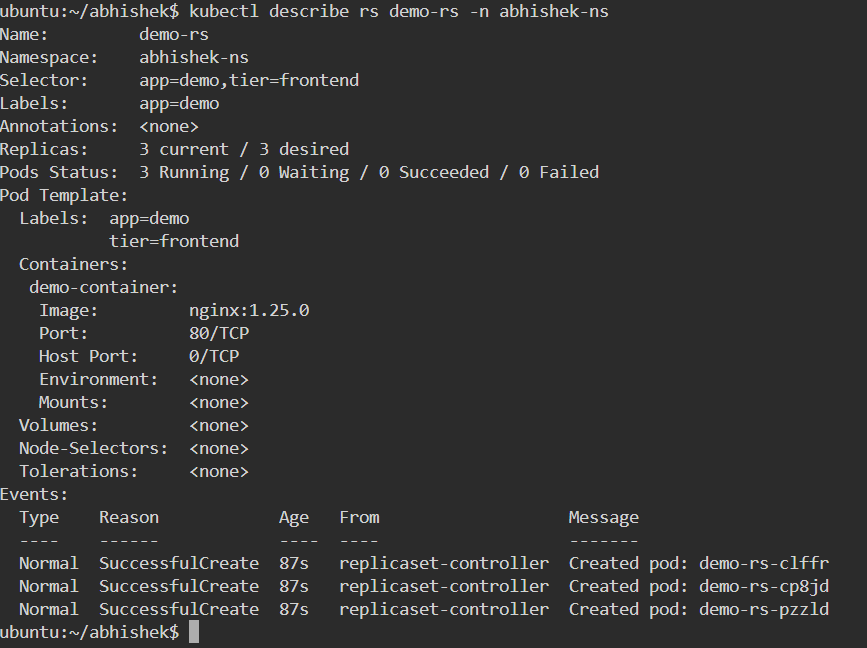 ubuntu:~/abhishek$ kubectl describe rs demo-rs -n abhishek-ns
Name:         demo-rs
Namespace:    abhishek-ns
Selector:     app=demo,tier=frontend
Labels:       app=demo
Annotations:  <none>
Replicas:     3 current / 3 desired
Pods Status:  3 Running / 0 Waiting / 0 Succeeded / 0 Failed
Pod Template:
  Labels:  app=demo
           tier=frontend
  Containers:
   demo-container:
    Image:         nginx:1.25.0
    Port:          80/TCP
    Host Port:     0/TCP
    Environment:   <none>
    Mounts:        <none>
  Volumes:         <none>
  Node-Selectors:  <none>
  Tolerations:     <none>
Events:
  Type    Reason            Age   From                   Message
  ----    ------            ----  ----                   -------
  Normal  SuccessfulCreate  87s   replicaset-controller  Created pod: demo-rs-clffr
  Normal  SuccessfulCreate  87s   replicaset-controller  Created pod: demo-rs-cp8jd
  Normal  SuccessfulCreate  87s   replicaset-controller  Created pod: demo-rs-pzzld
ubuntu:~/abhishek$